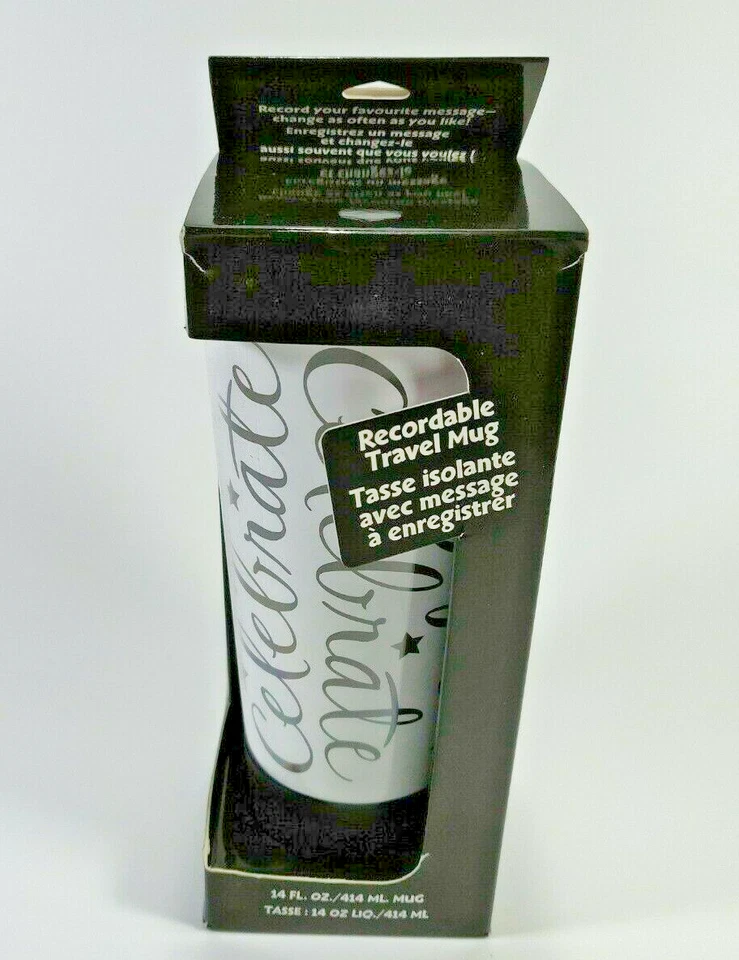 Record your favourite message—
change as often as you like!
Enregistrez un message
et changez-le
aussi souvent que vous voulez !
Celebrate
Celebrate
Recordable
Travel Mug
Tasse isolante
avec message
à enregistrer
14 FL. OZ./414 ML. MUG
TASSE : 14 OZ LIQ./414 ML